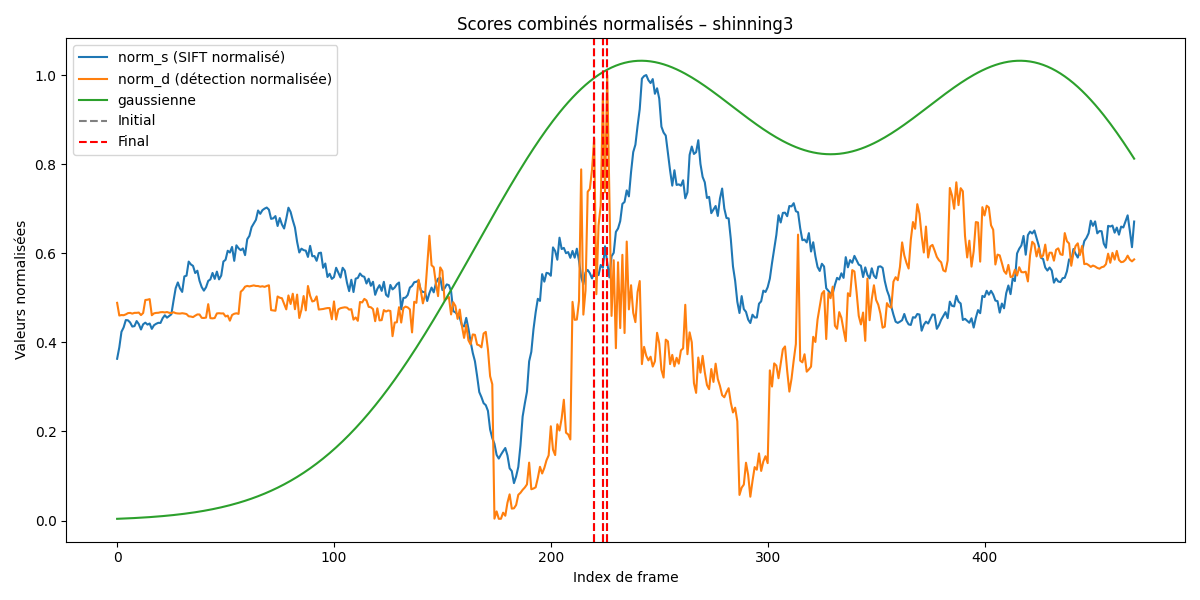 Scores combinés normalisés – shinning3
norm_s (SIFT normalisé)
norm_d (détection normalisée)
gaussienne
Initial
Final
Valeurs normalisées
1.0
0.8
0.6
0.4
0.2
0.0
0 100 200 300 400
Index de frame